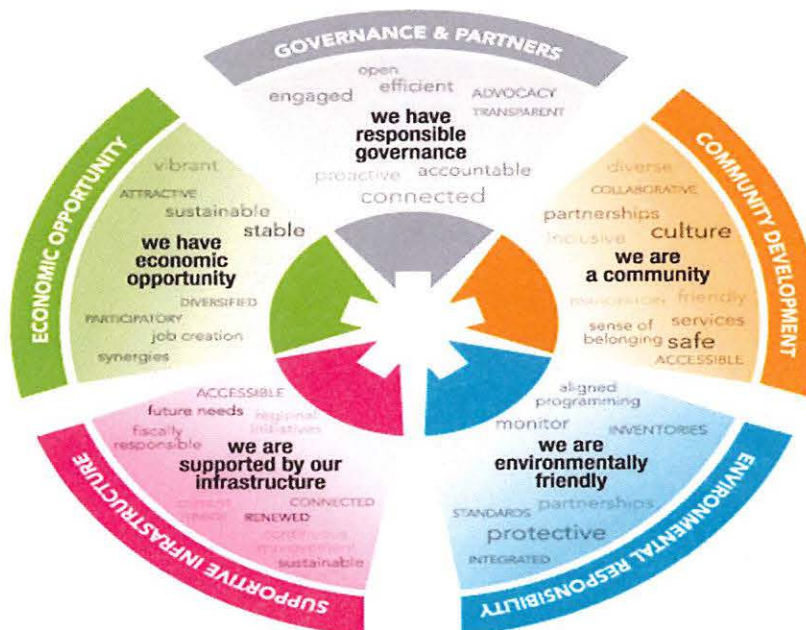 GOVERNANCE & PARTNERS
open
efficient
engaged
ADVOCACY
TRANSPARENT
we have
responsible
governance
proactive
accountable
connected
COMMUNITY DEVELOPMENT
diverse
COLLABORATIVE
partnerships
inclusive
culture
we are
a community
friendly
services
sense of
belonging
safe
ACCESSIBLE
ENVIRONMENTAL RESPONSIBILITY
aligned
programming
monitor
INVENTORIES
we are
environmentally
friendly
partnerships
STANDARDS
protective
INTEGRATED
SUPPORTIVE INFRASTRUCTURE
ACCESSIBLE
future needs
regional
initiatives
fiscally
responsible
we are
supported by our
infrastructure
CONNECTED
RENEWED
continuous
sustainable
ECONOMIC OPPORTUNITY
vibrant
ATTRACTIVE
sustainable
stable
we have
economic
opportunity
DIVERSIFIED
PARTICIPATORY
job creation
synergies